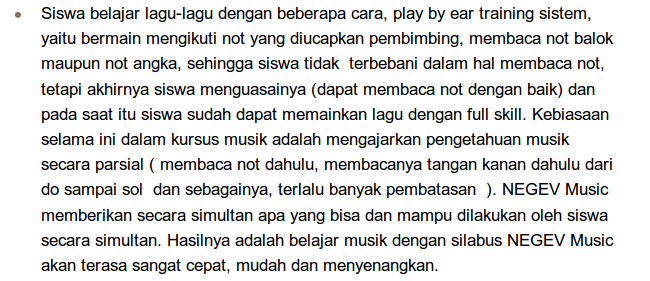 • Siswa belajar lagu-lagu dengan beberapa cara, play by ear training sistem,
yaitu bermain mengikuti not yang diucapkan pembimbing, membaca not balok
maupun not angka, sehingga siswa tidak  terbebani dalam hal membaca not,
tetapi akhirnya siswa menguasainya (dapat membaca not dengan baik) dan
pada saat itu siswa sudah dapat memainkan lagu dengan full skill. Kebiasaan
selama ini dalam kursus musik adalah mengajarkan pengetahuan musik
secara parsial ( membaca not dahulu, membacanya tangan kanan dahulu dari
do sampai sol  dan sebagainya, terlalu banyak pembatasan  ). NEGEV Music
memberikan secara simultan apa yang bisa dan mampu dilakukan oleh siswa
secara simultan. Hasilnya adalah belajar musik dengan silabus NEGEV Music
akan terasa sangat cepat, mudah dan menyenangkan.